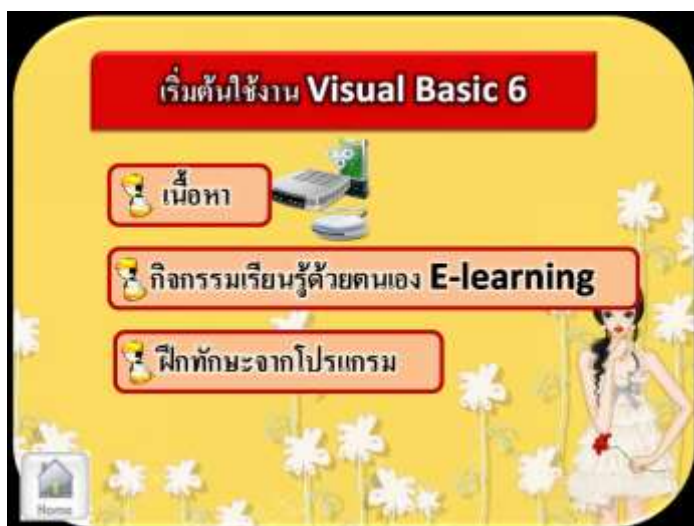 เริ่มต้นใช้งาน Visual Basic 6
เนื้อหา
กิจกรรมเรียนรู้ด้วยตนเอง E-learning
ฝึกทักษะจากโปรแกรม
Home